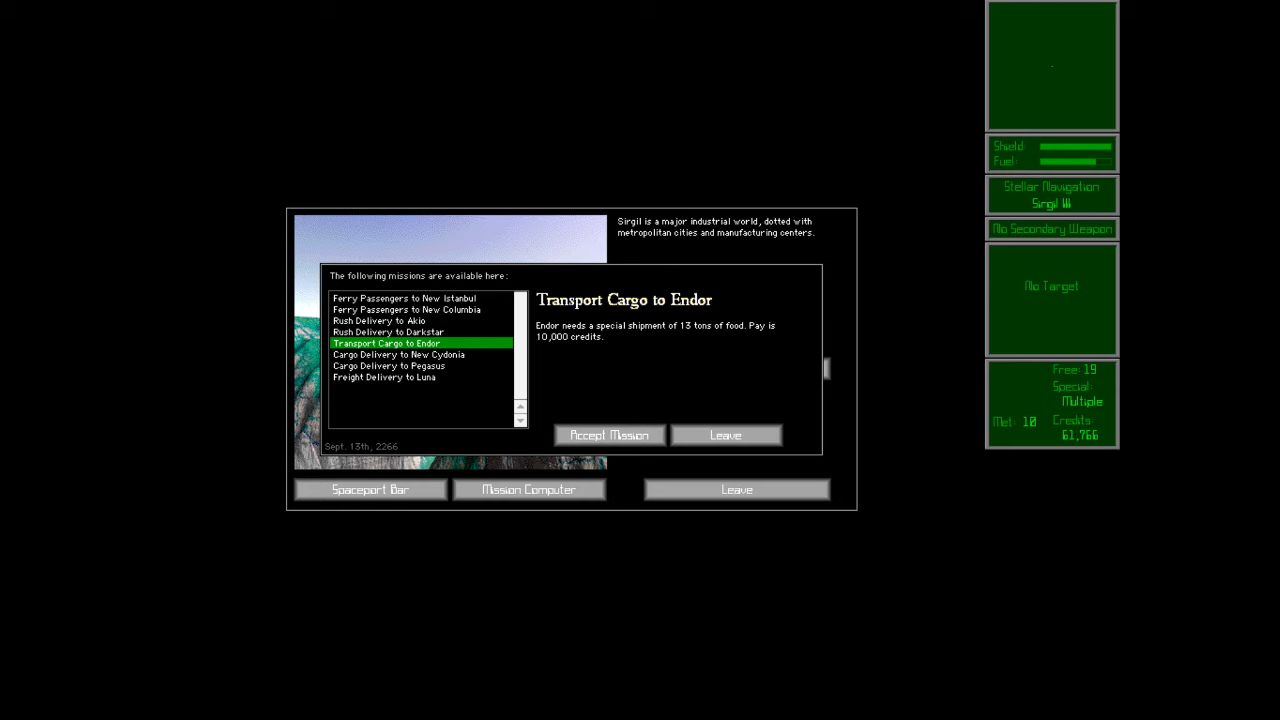 Shield:
Fuel:
Stellar Navigation
Sirgil III
No Secondary Weapon
No Target
Free: 19
Special:
Multiple
Met: 10
Credits:
61,766
Sirgil is a major industrial world, dotted with
metropolitan cities and manufacturing centers.
The following missions are available here:
Ferry Passengers to New Istanbul
Ferry Passengers to New Columbia
Rush Delivery to Akio
Rush Delivery to Darkstar
Transport Cargo to Endor
Cargo Delivery to New Cydonia
Cargo Delivery to Pegasus
Freight Delivery to Luna
Transport Cargo to Endor
Endor needs a special shipment of 13 tons of food. Pay is
10,000 credits.
Accept Mission
Leave
Sept. 13th, 2266
Spaceport Bar
Mission Computer
Leave